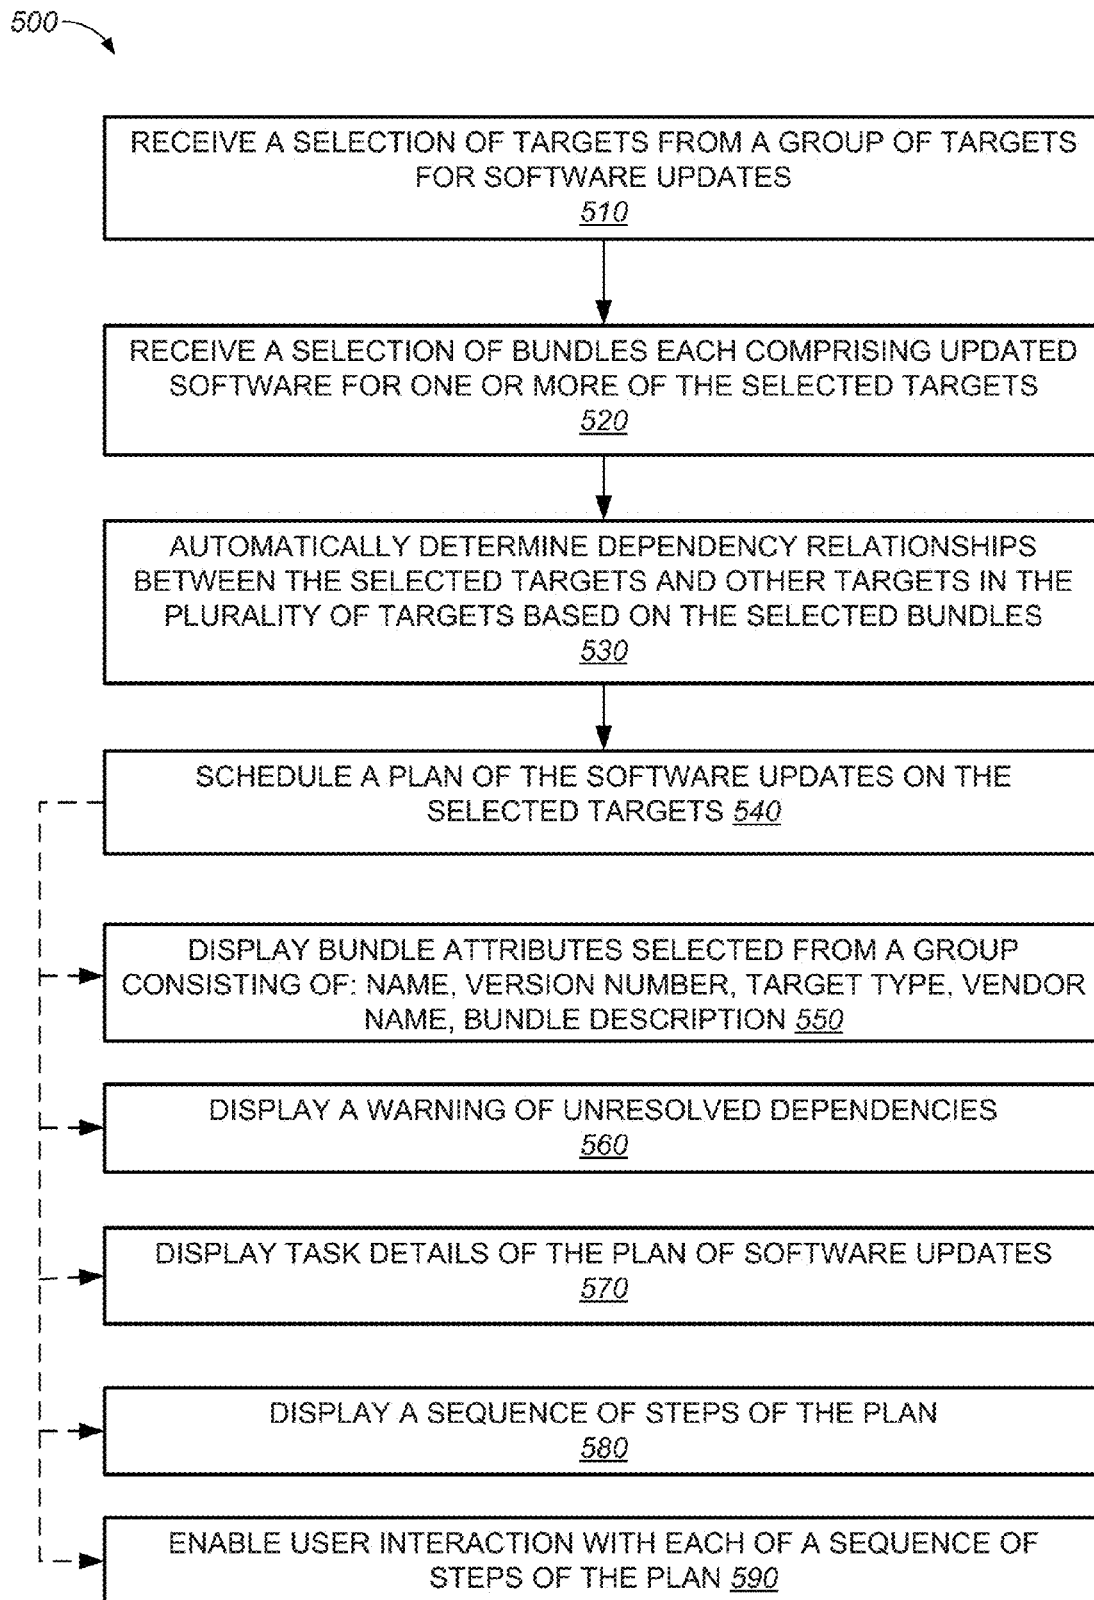 500
RECEIVE A SELECTION OF TARGETS FROM A GROUP OF TARGETS
FOR SOFTWARE UPDATES
510
RECEIVE A SELECTION OF BUNDLES EACH COMPRISING UPDATED
SOFTWARE FOR ONE OR MORE OF THE SELECTED TARGETS
520
AUTOMATICALLY DETERMINE DEPENDENCY RELATIONSHIPS
BETWEEN THE SELECTED TARGETS AND OTHER TARGETS IN THE
PLURALITY OF TARGETS BASED ON THE SELECTED BUNDLES
530
SCHEDULE A PLAN OF THE SOFTWARE UPDATES ON THE
SELECTED TARGETS 540
DISPLAY BUNDLE ATTRIBUTES SELECTED FROM A GROUP
CONSISTING OF: NAME, VERSION NUMBER, TARGET TYPE, VENDOR
NAME, BUNDLE DESCRIPTION 550
DISPLAY A WARNING OF UNRESOLVED DEPENDENCIES
560
DISPLAY TASK DETAILS OF THE PLAN OF SOFTWARE UPDATES
570
DISPLAY A SEQUENCE OF STEPS OF THE PLAN
580
ENABLE USER INTERACTION WITH EACH OF A SEQUENCE OF
STEPS OF THE PLAN 590